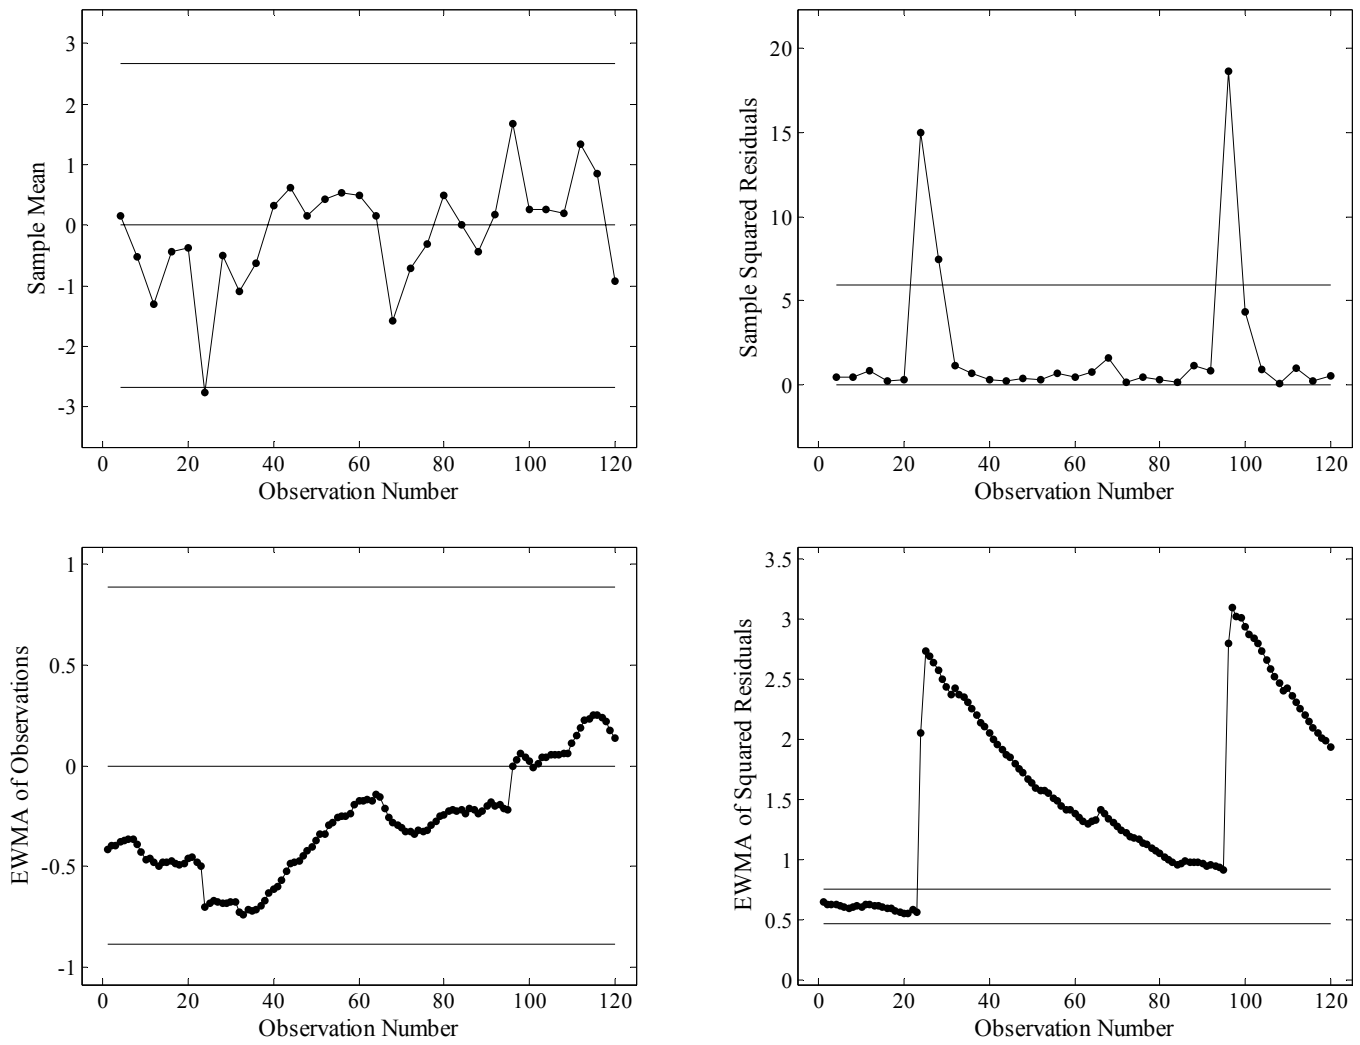 Sample Mean
3
2
1
0
-1
-2
-3
0 20 40 60 80 100 120
Observation Number
Sample Squared Residuals
20
15
10
5
0
0 20 40 60 80 100 120
Observation Number
EWMA of Observations
1
0.5
0
-0.5
-1
0 20 40 60 80 100 120
Observation Number
EWMA of Squared Residuals
3.5
3
2.5
2
1.5
1
0.5
0
0 20 40 60 80 100 120
Observation Number